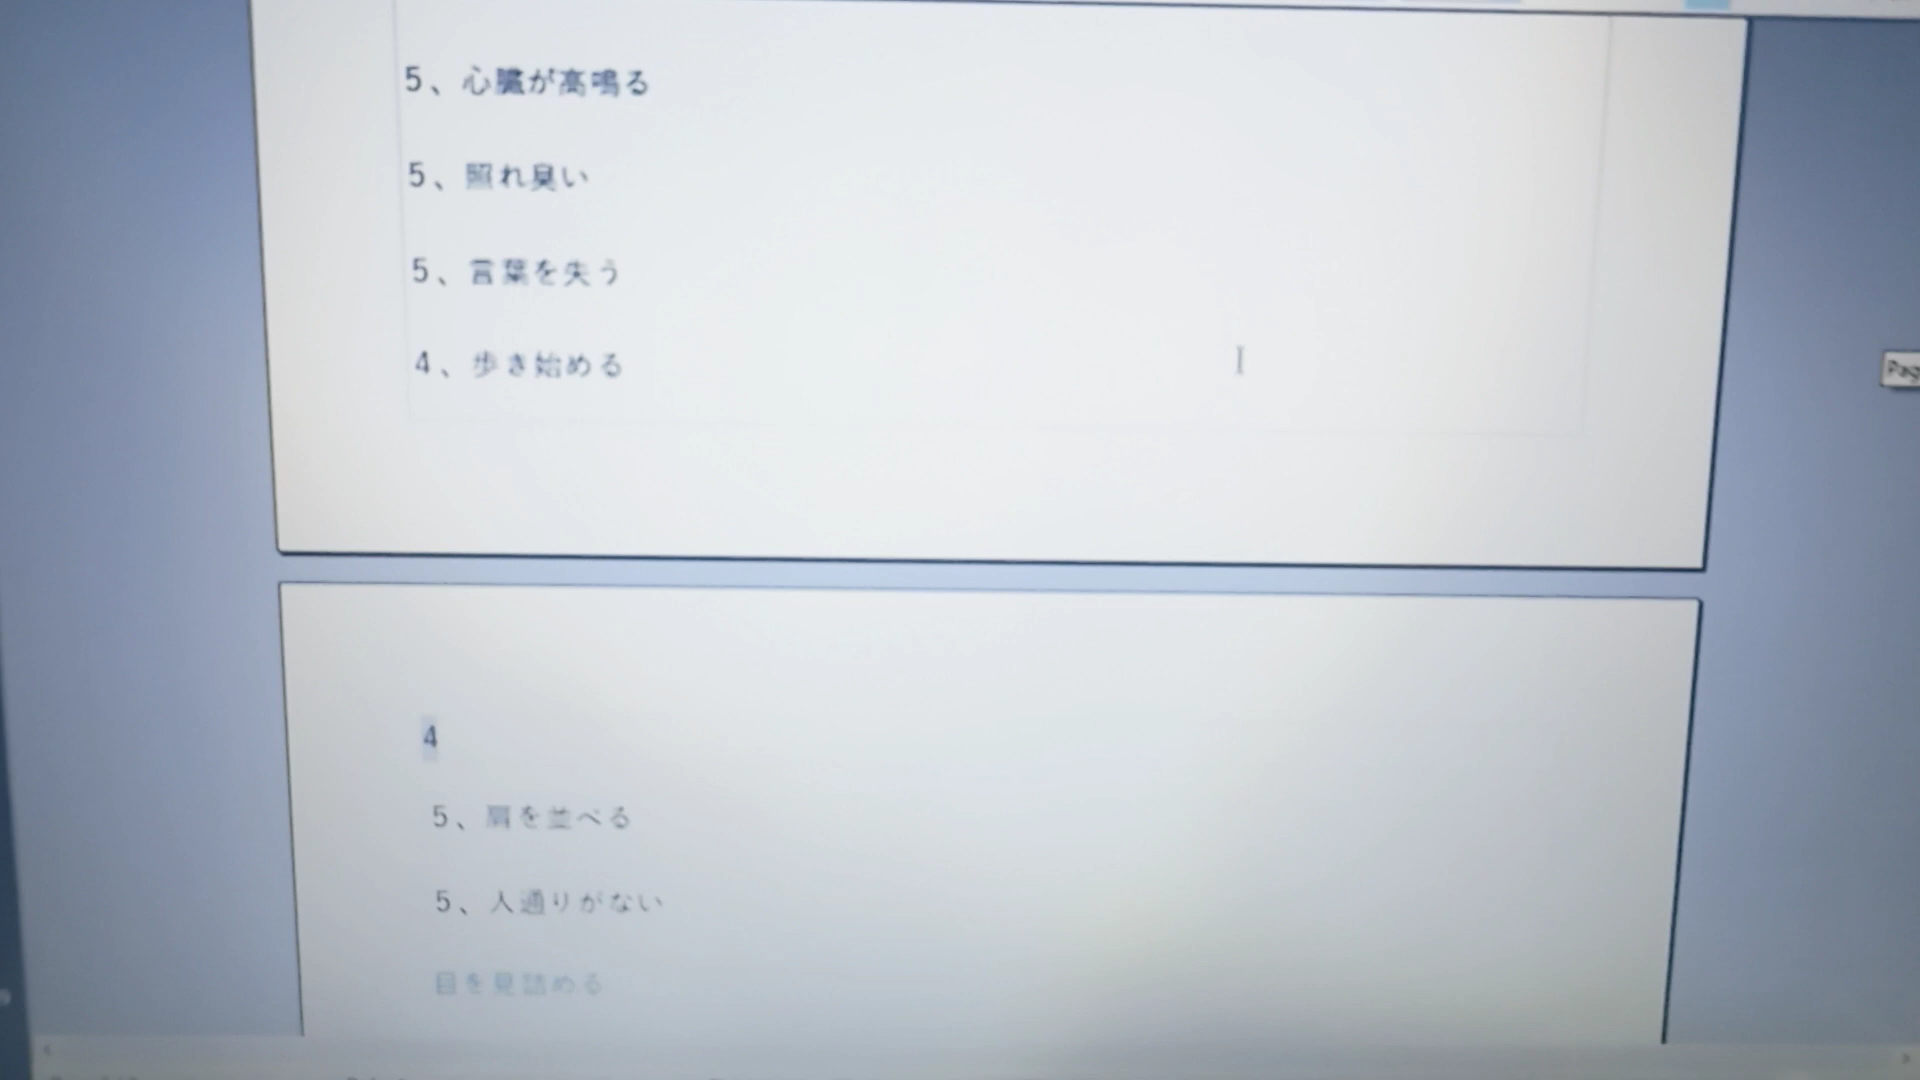 5、心臓が高鳴る
5、照れ臭い
5、言葉を失う
4、歩き始める
Pag
4
5、肩を並べる
5、人通りがない
目を見詰める